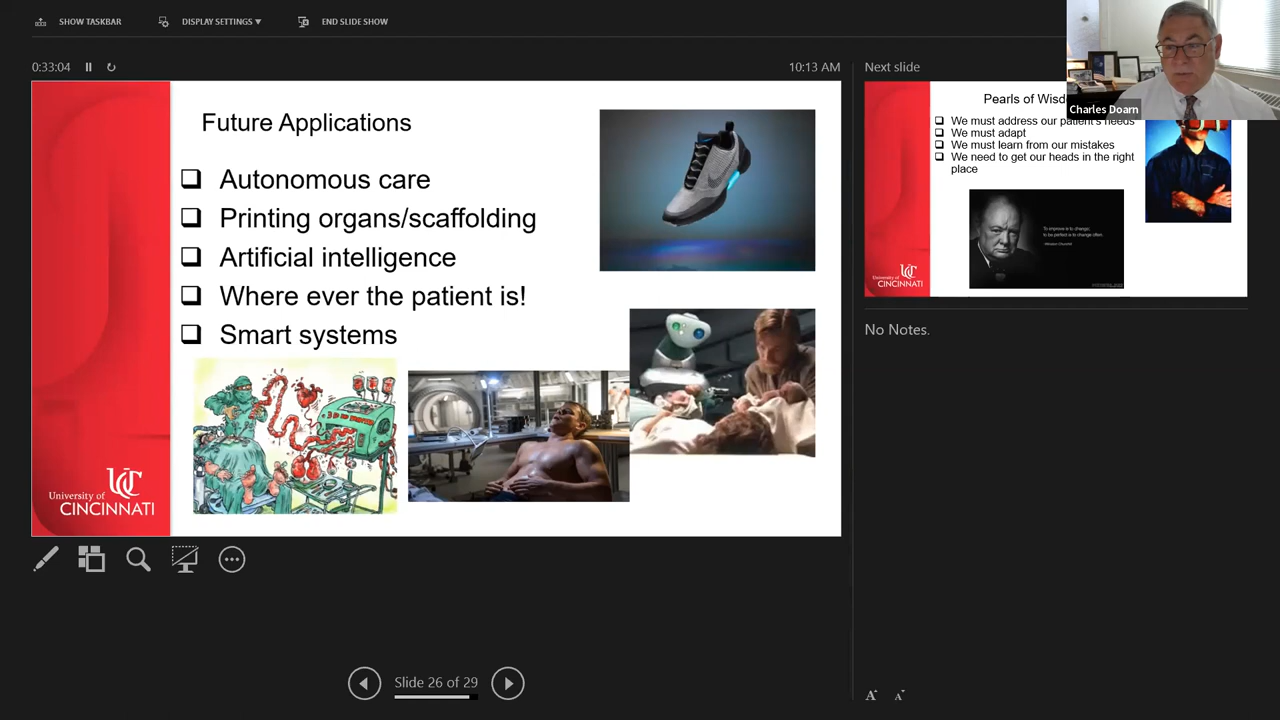 SHOW TASKBAR
DISPLAY SETTINGS
END SLIDE SHOW
0:33:04
10:13 AM
Next slide
Future Applications
Autonomous care
Printing organs/scaffolding
Artificial intelligence
Where ever the patient is!
Smart systems
University of
CINCINNATI
Pearls of
Charles Doarn
We must address our patient's needs
We must adapt
We must learn from our mistakes
We need to get our heads in the right
place
To improve is to change;
to be perfect is to change often.
University of
CINCINNATI
No Notes.
Slide 26 of 29
A A